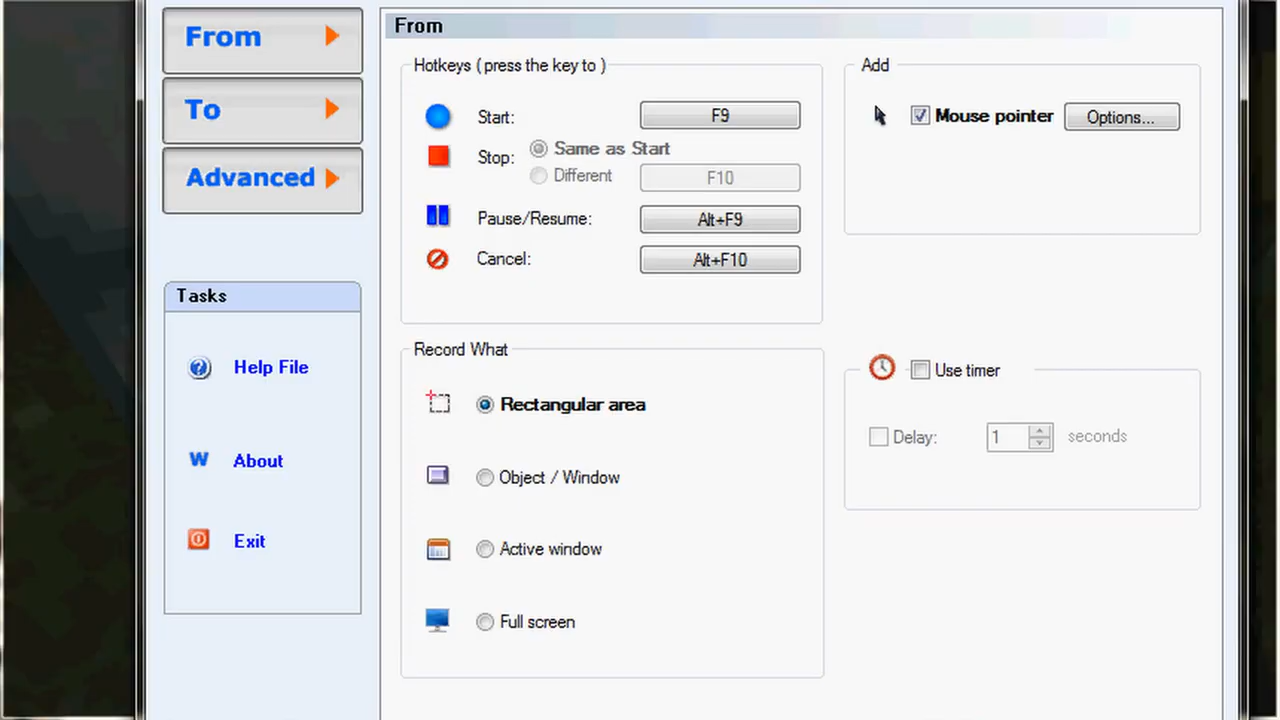 From
To
Advanced
Tasks
Help File
W About
Exit
From
Hotkeys ( press the key to )
Start: F9
Stop: Same as Start
Different F10
Pause/Resume: Alt+F9
Cancel: Alt+F10
Add
Mouse pointer Options...
Record What
Rectangular area
Object / Window
Active window
Full screen
Use timer
Delay: 1 seconds